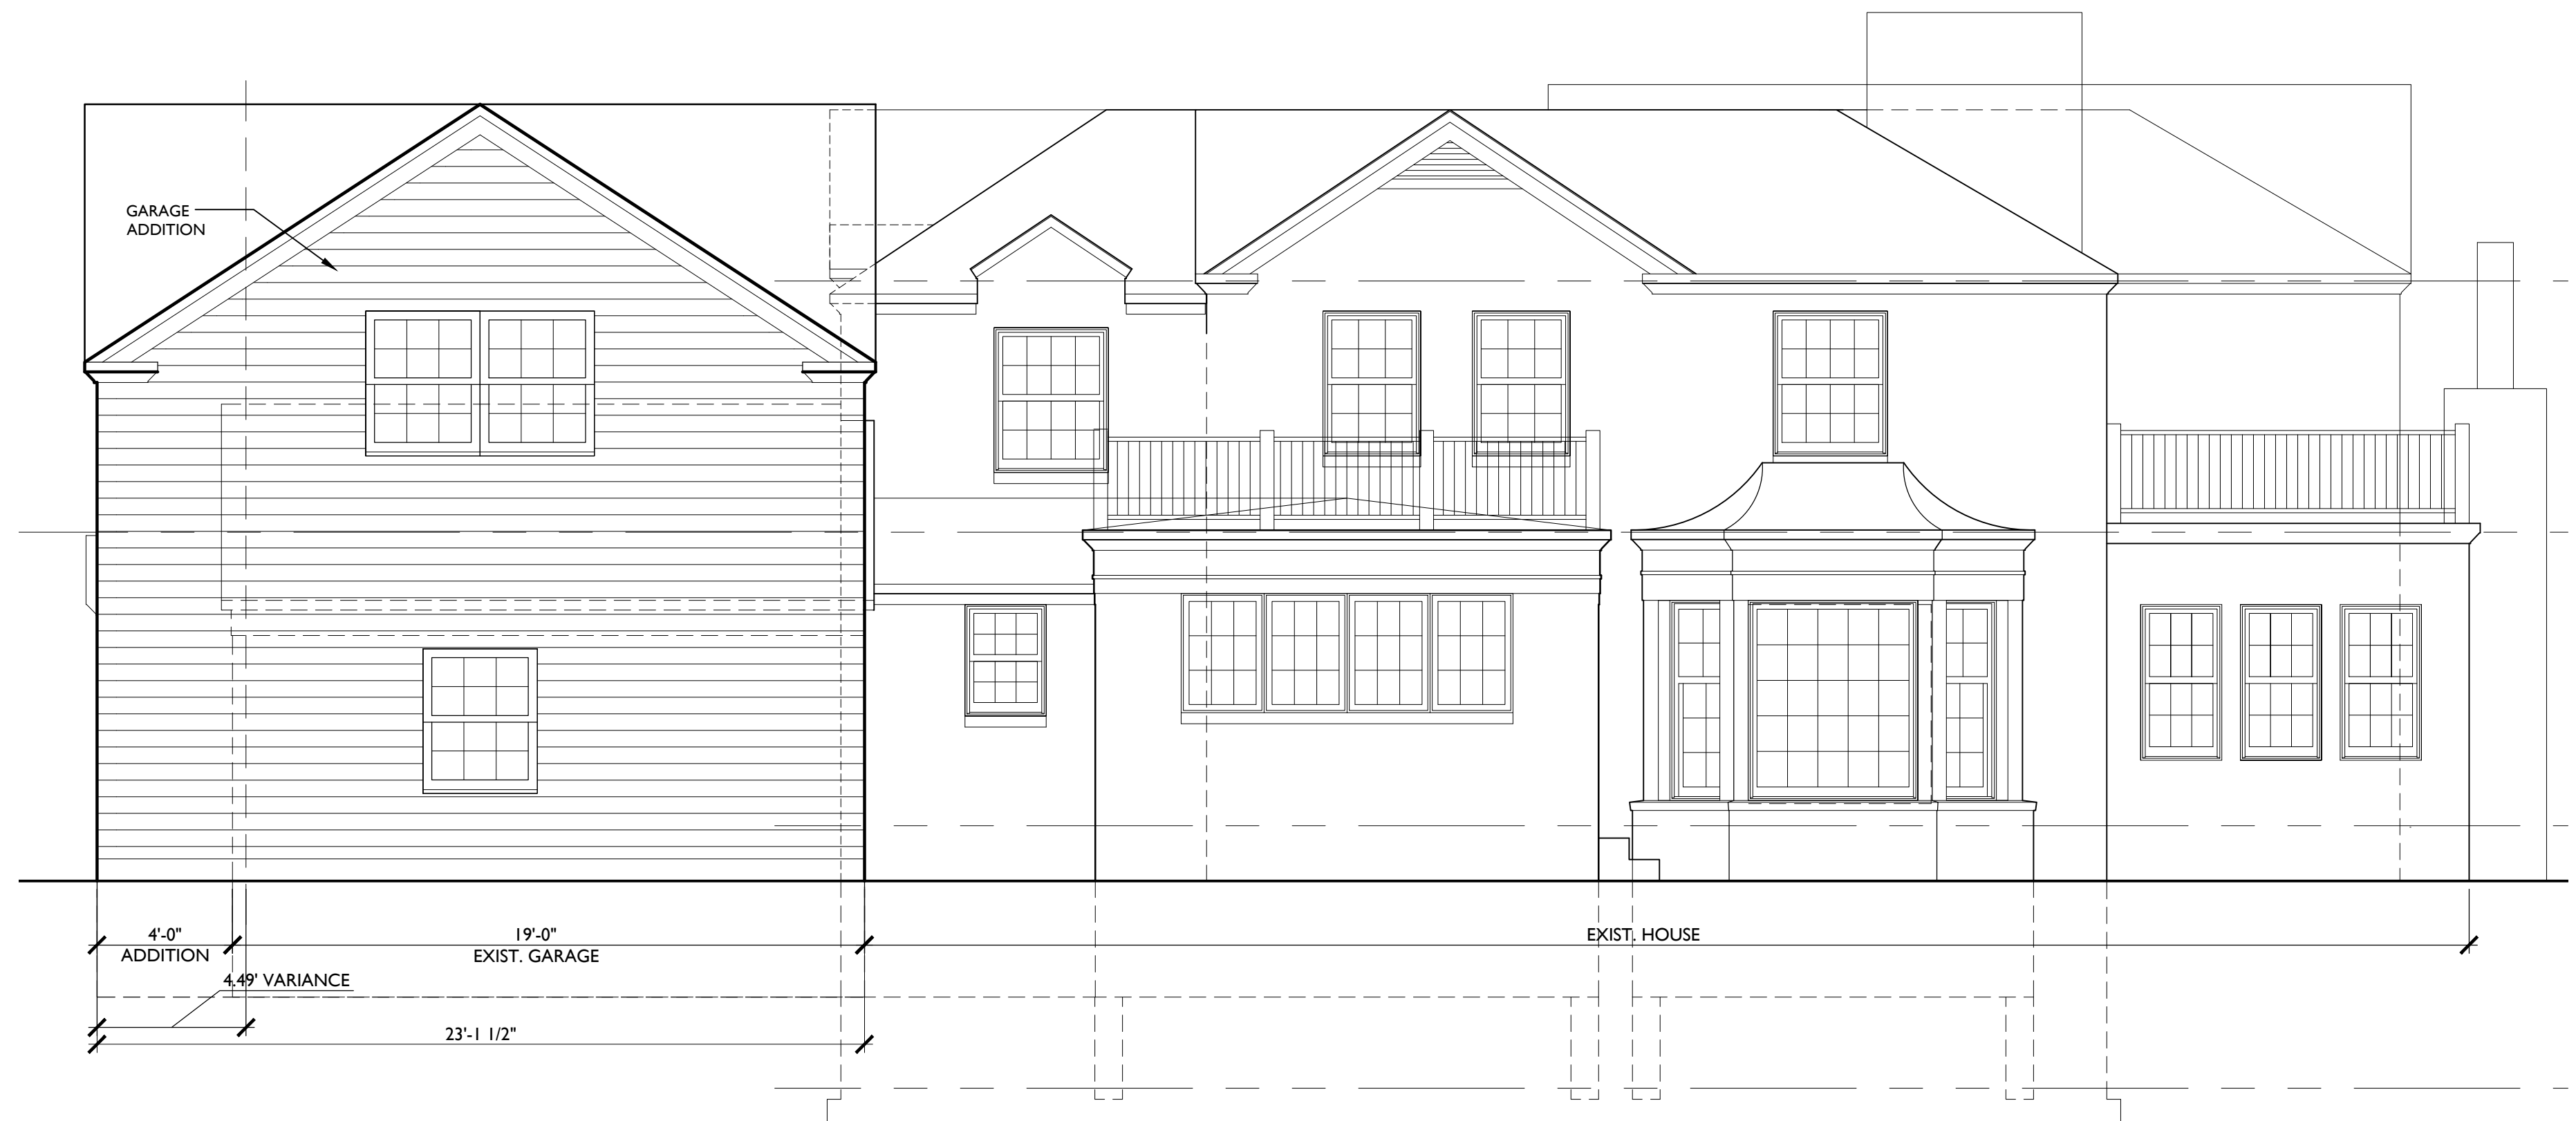 GARAGE
ADDITION
4'-0"
ADDITION
19'-0"
EXIST. GARAGE
EXIST. HOUSE
4.49' VARIANCE
23'-1 1/2"